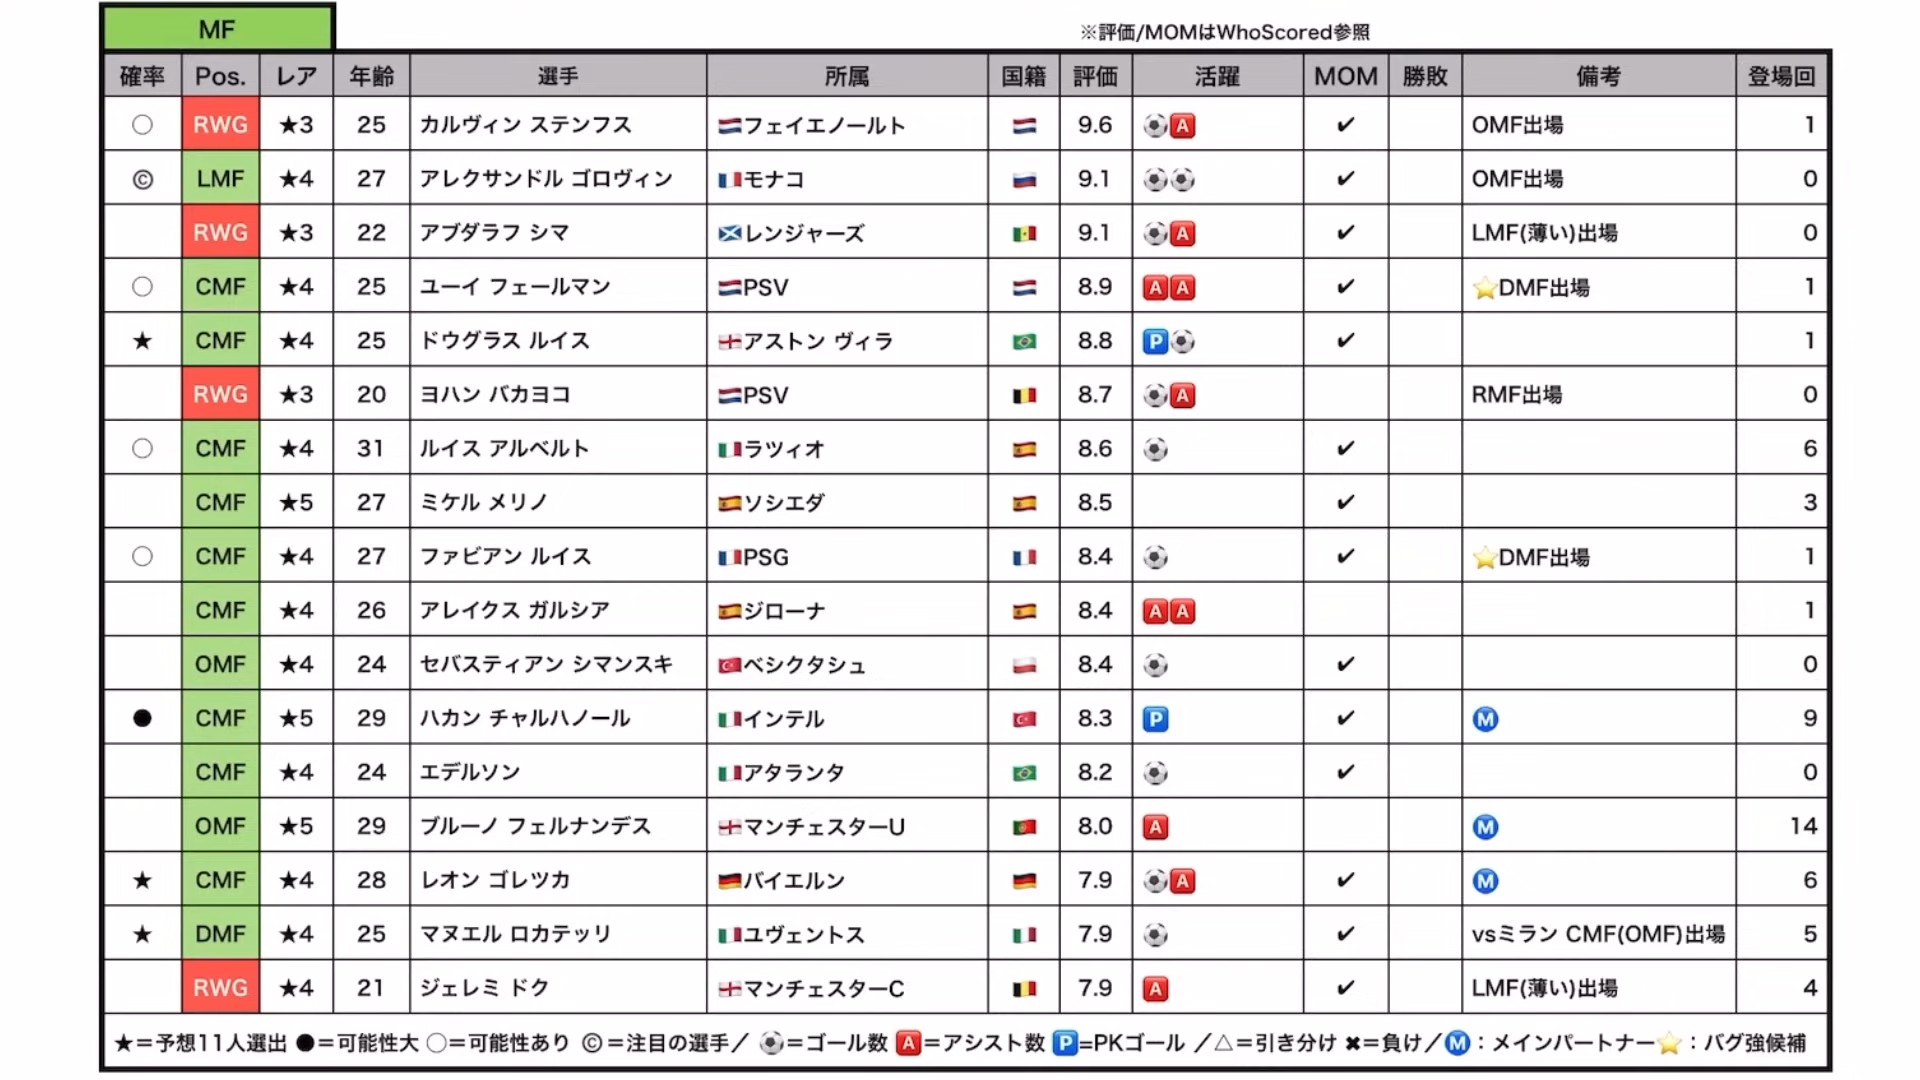 MF
※評価/MOMはWhoScored参照
確率 Pos. レア 年齢 選手 所属 国籍 評価 活躍 MOM 勝敗 備考 登場回
○ RWG ★3 25 カルヴィン ステンフス フェイエノールト 9.6 A ✔ OMF出場 1
© LMF ★4 27 アレクサンドル ゴロヴィン モナコ 9.1 ✔ OMF出場 0
RWG ★3 22 アブダラフ シマ レンジャーズ 9.1 A ✔ LMF(薄い)出場 0
○ CMF ★4 25 ユーイ フェールマン PSV 8.9 A A ✔ ⭐DMF出場 1
★ CMF ★4 25 ドウグラス ルイス アストン ヴィラ 8.8 P ✔ 1
RWG ★3 20 ヨハン バカヨコ PSV 8.7 A RMF出場 0
○ CMF ★4 31 ルイス アルベルト ラツィオ 8.6 ✔ 6
CMF ★5 27 ミケル メリノ ソシエダ 8.5 ✔ 3
○ CMF ★4 27 ファビアン ルイス PSG 8.4 ✔ ⭐DMF出場 1
CMF ★4 26 アレイクス ガルシア ジローナ 8.4 A A 1
OMF ★4 24 セバスティアン シマンスキ ベシクタシュ 8.4 ✔ 0
● CMF ★5 29 ハカン チャルハノール インテル 8.3 P ✔ Ⓜ 9
CMF ★4 24 エデルソン アタランタ 8.2 ✔ 0
OMF ★5 29 ブルーノ フェルナンデス マンチェスターU 8.0 A Ⓜ 14
★ CMF ★4 28 レオン ゴレツカ バイエルン 7.9 A ✔ Ⓜ 6
★ DMF ★4 25 マヌエル ロカテッリ ユヴェントス 7.9 ✔ vsミラン CMF(OMF)出場 5
RWG ★4 21 ジェレミ ドク マンチェスターC 7.9 A ✔ LMF(薄い)出場 4
★=予想11人選出 ●=可能性大 ○=可能性あり ©=注目の選手／ ⚽=ゴール数 A=アシスト数 P=PKゴール ／△=引き分け ✖=負け／Ⓜ：メインパートナー⭐：バグ強候補